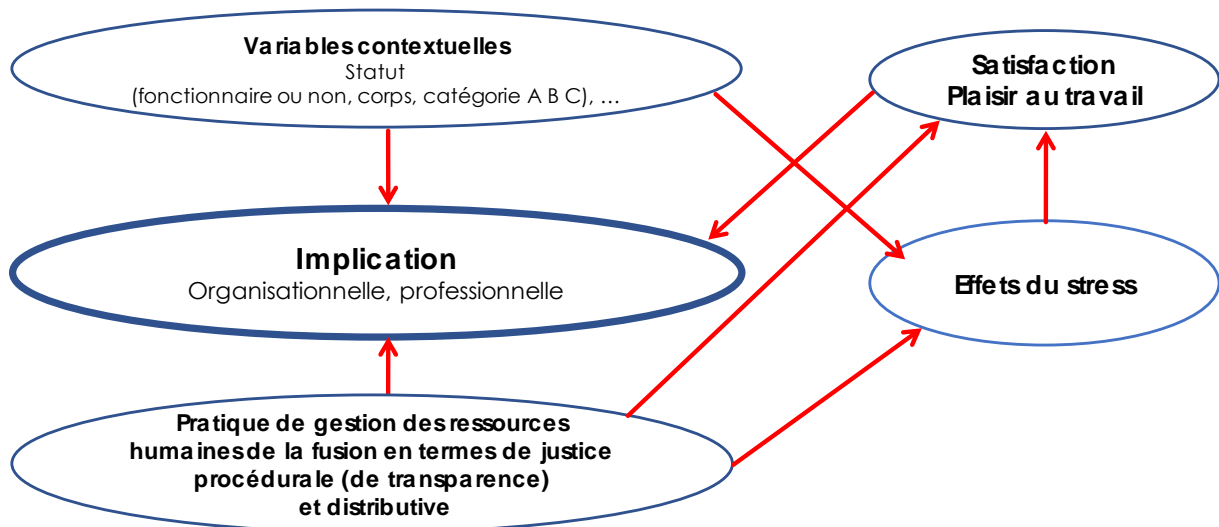 Variables contextuelles
Statut
(fonctionnaire ou non, corps, catégorie A B C), …
Satisfaction
Plaisir au travail
Implication
Organisationnelle, professionnelle
Effets du stress
Pratique de gestion des ressources
humaines de la fusion en termes de justice
procédurale (de transparence)
et distributive